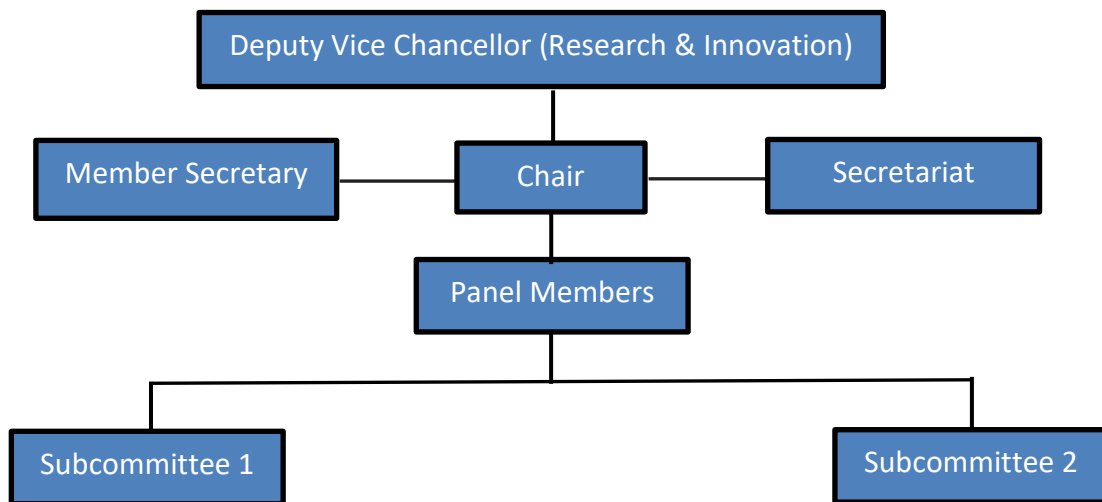 Deputy Vice Chancellor (Research & Innovation)
Member Secretary
Chair
Secretariat
Panel Members
Subcommittee 1
Subcommittee 2